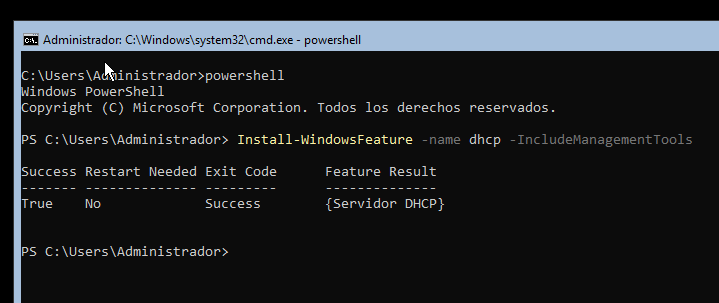 Administrador: C:\Windows\system32\cmd.exe - powershell
C:\Users\Administrador>powershell
Windows PowerShell
Copyright (C) Microsoft Corporation. Todos los derechos reservados.
PS C:\Users\Administrador> Install-WindowsFeature -name dhcp -IncludeManagementTools
Success Restart Needed Exit Code      Feature Result
------- -------------- ---------      --------------
True    No             Success        {Servidor DHCP}
PS C:\Users\Administrador>